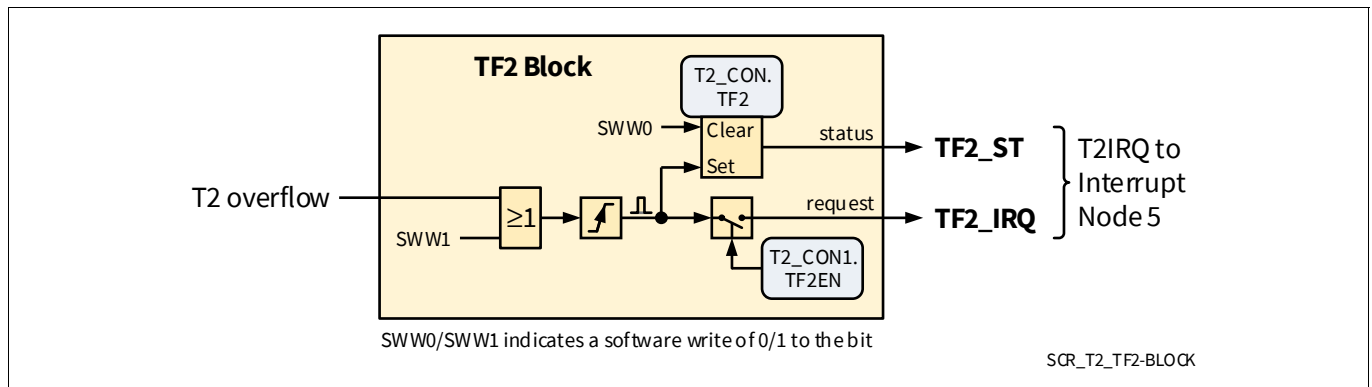 TF2 Block
T2_CON.
TF2
SWW0
Clear
status
TF2_ST
Set
T2IRQ to
Interrupt
Node 5
T2 overflow
≥1
SWW1
request
TF2_IRQ
T2_CON1.
TF2EN
SWW0/SWW1 indicates a software write of 0/1 to the bit
SCR_T2_TF2-BLOCK